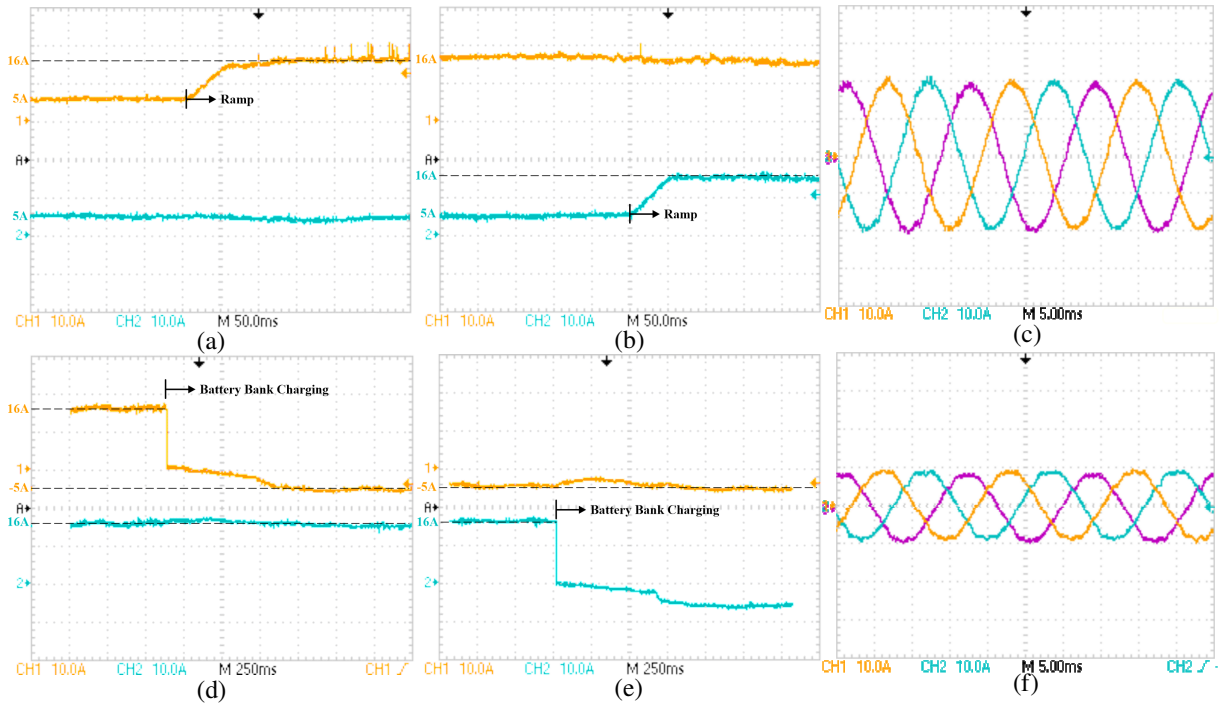 16A
5A
Ramp
1
A
5A
2
CH1 10.0A CH2 10.0A M 50.0ms
(a)
16A
1
A
16A
5A
Ramp
2
CH1 10.0A CH2 10.0A M 50.0ms
(b)
CH1 10.0A CH2 10.0A M 5.00ms
(c)
Battery Bank Charging
16A
1
-5A
A
16A
2
CH1 10.0A CH2 10.0A M 250ms CH1
(d)
1
-5A
A
Battery Bank Charging
16A
2
CH1 10.0A CH2 10.0A M 250ms
(e)
CH1 10.0A CH2 10.0A M 5.00ms CH2
(f)